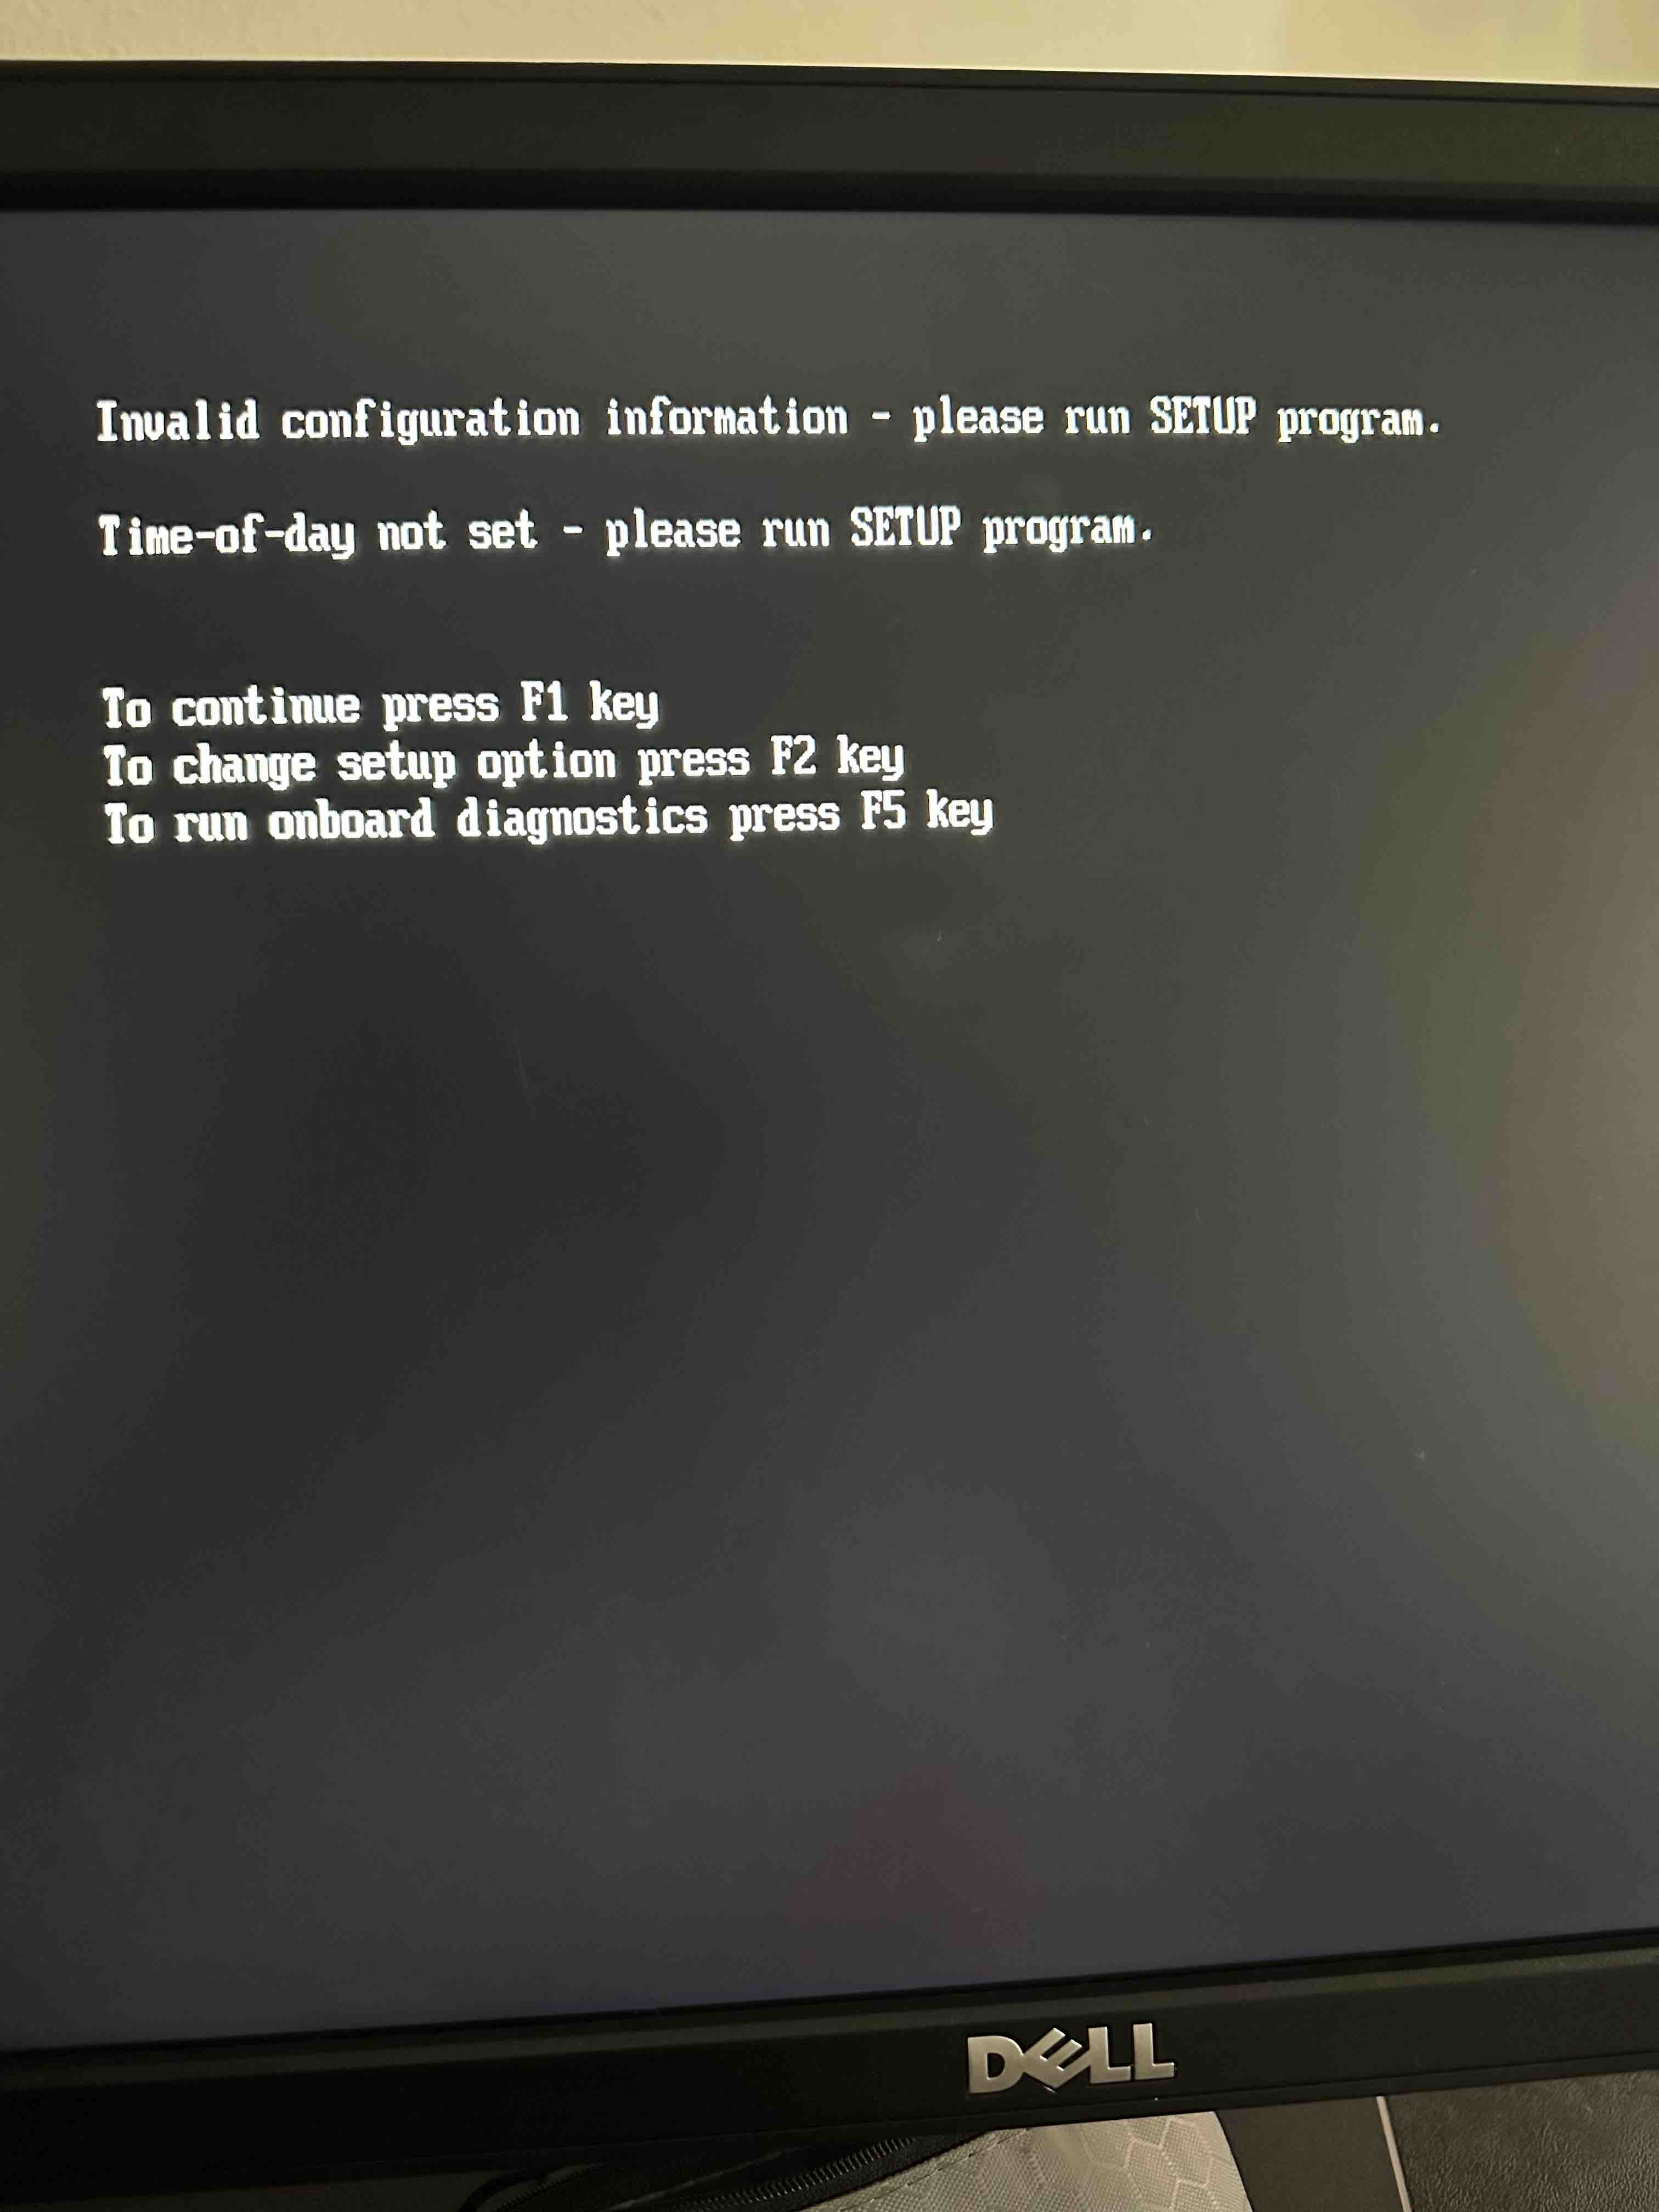 Invalid configuration information - please run SETUP program.
Time-of-day not set - please run SETUP program.
To continue press F1 key
To change setup option press F2 key
To run onboard diagnostics press F5 key
DELL